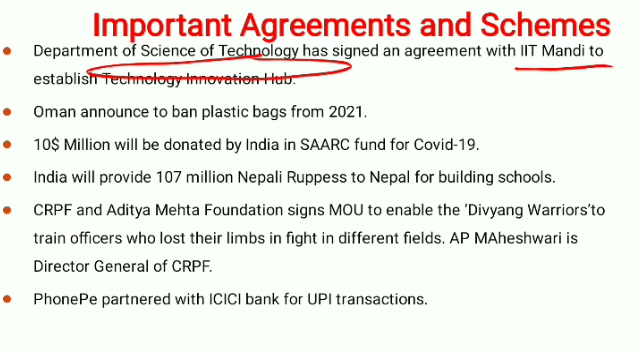 Important Agreements and Schemes
Department of Science of Technology has signed an agreement with IIT Mandi to
establish Technology Innovation Hub.
Oman announce to ban plastic bags from 2021.
10$ Million will be donated by India in SAARC fund for Covid-19.
India will provide 107 million Nepali Ruppess to Nepal for building schools.
CRPF and Aditya Mehta Foundation signs MOU to enable the ‘Divyang Warriors’to
train officers who lost their limbs in fight in different fields. AP MAheshwari is
Director General of CRPF.
PhonePe partnered with ICICI bank for UPI transactions.